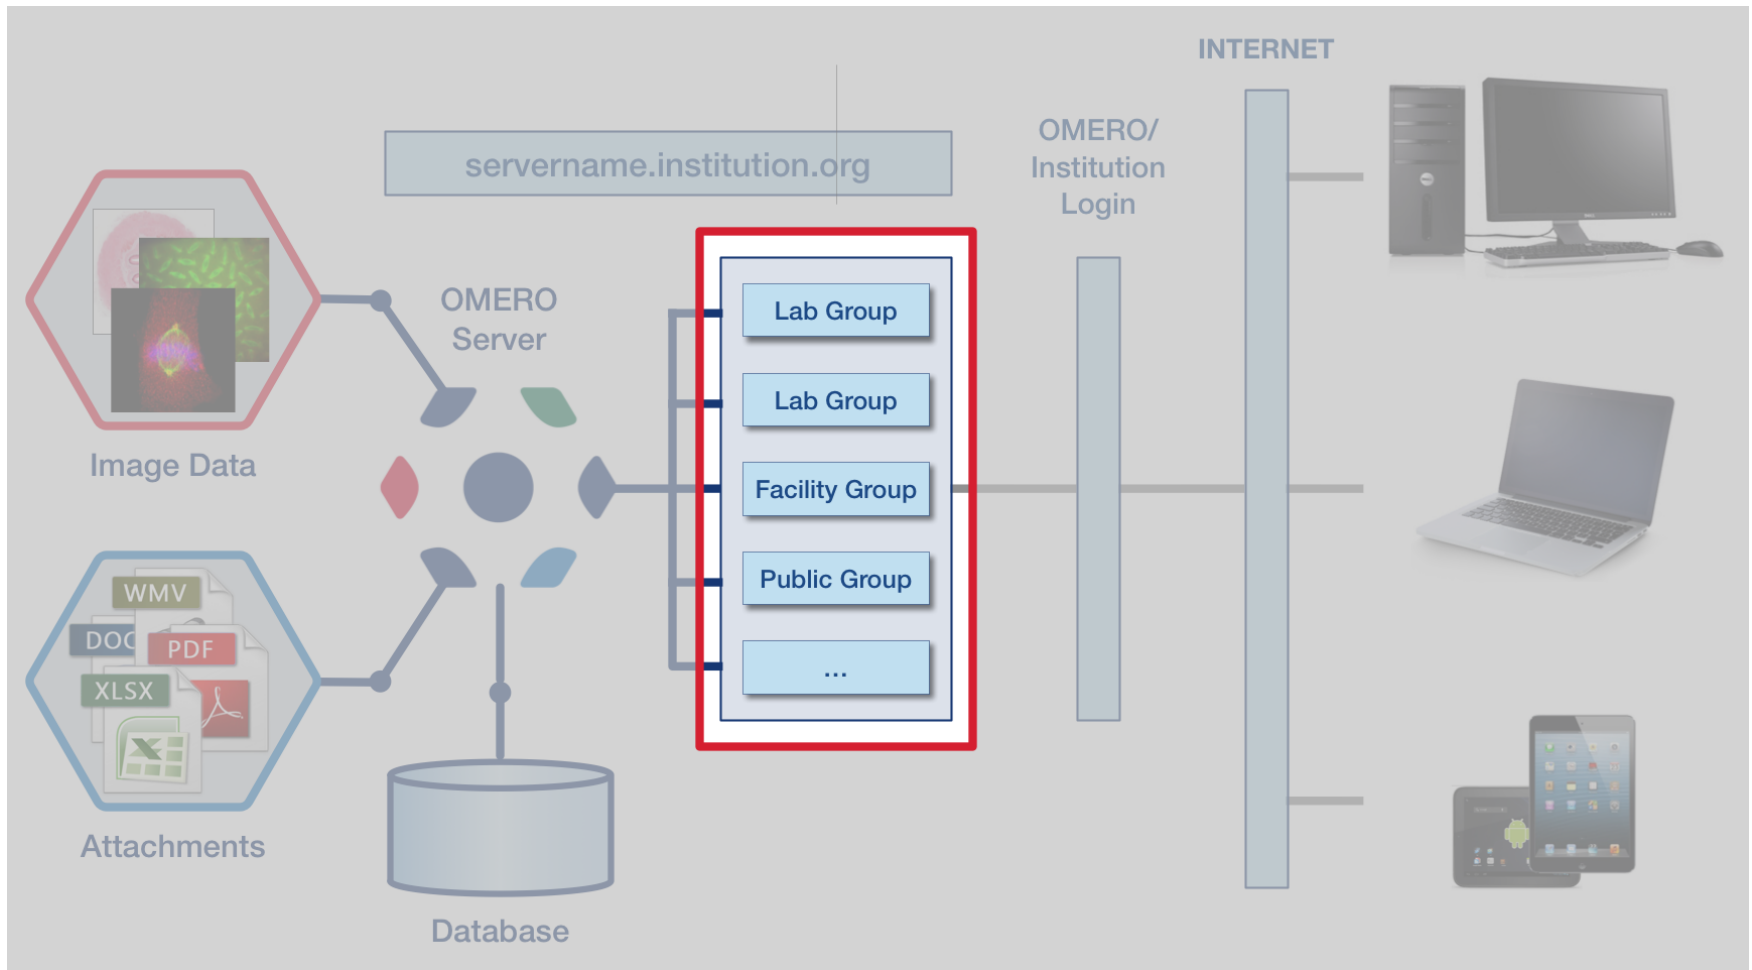 INTERNET
OMERO/
Institution
Login
servername.institution.org
OMERO
Server
Image Data
Lab Group
Lab Group
Facility Group
Public Group
...
WMV
DOC
PDF
XLSX
Attachments
Database